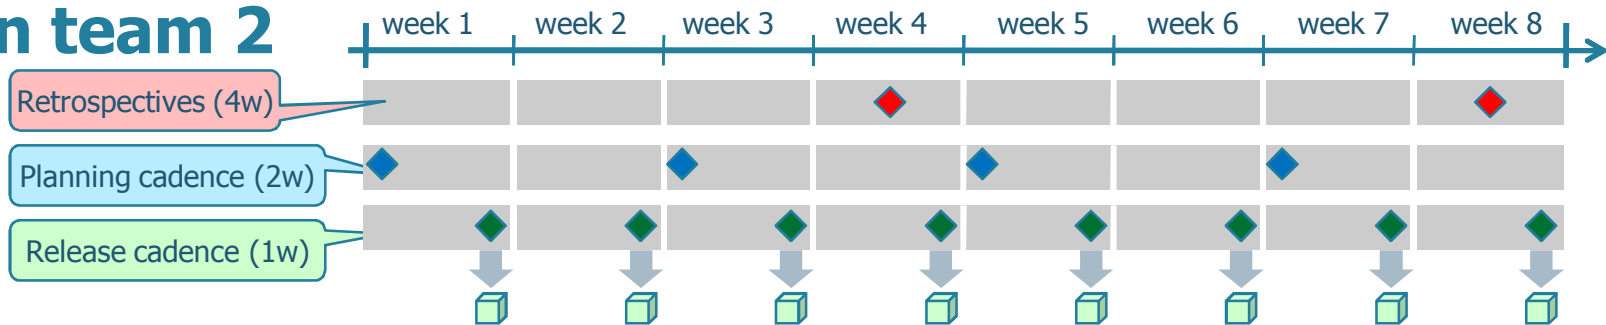 n team 2
week 1 week 2 week 3 week 4 week 5 week 6 week 7 week 8
Retrospectives (4w)
Planning cadence (2w)
Release cadence (1w)